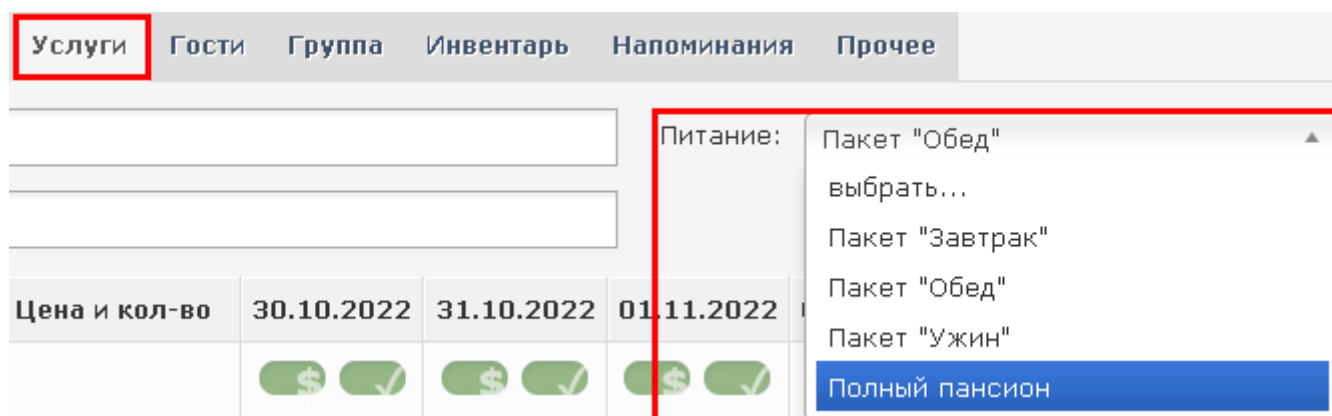 Услуги Гости Группа Инвентарь Напоминания Прочее
Питание: Пакет "Обед"
выбрать...
Пакет "Завтрак"
Пакет "Обед"
Пакет "Ужин"
Полный пансион
Цена и кол-во 30.10.2022 31.10.2022 01.11.2022
$ $ $